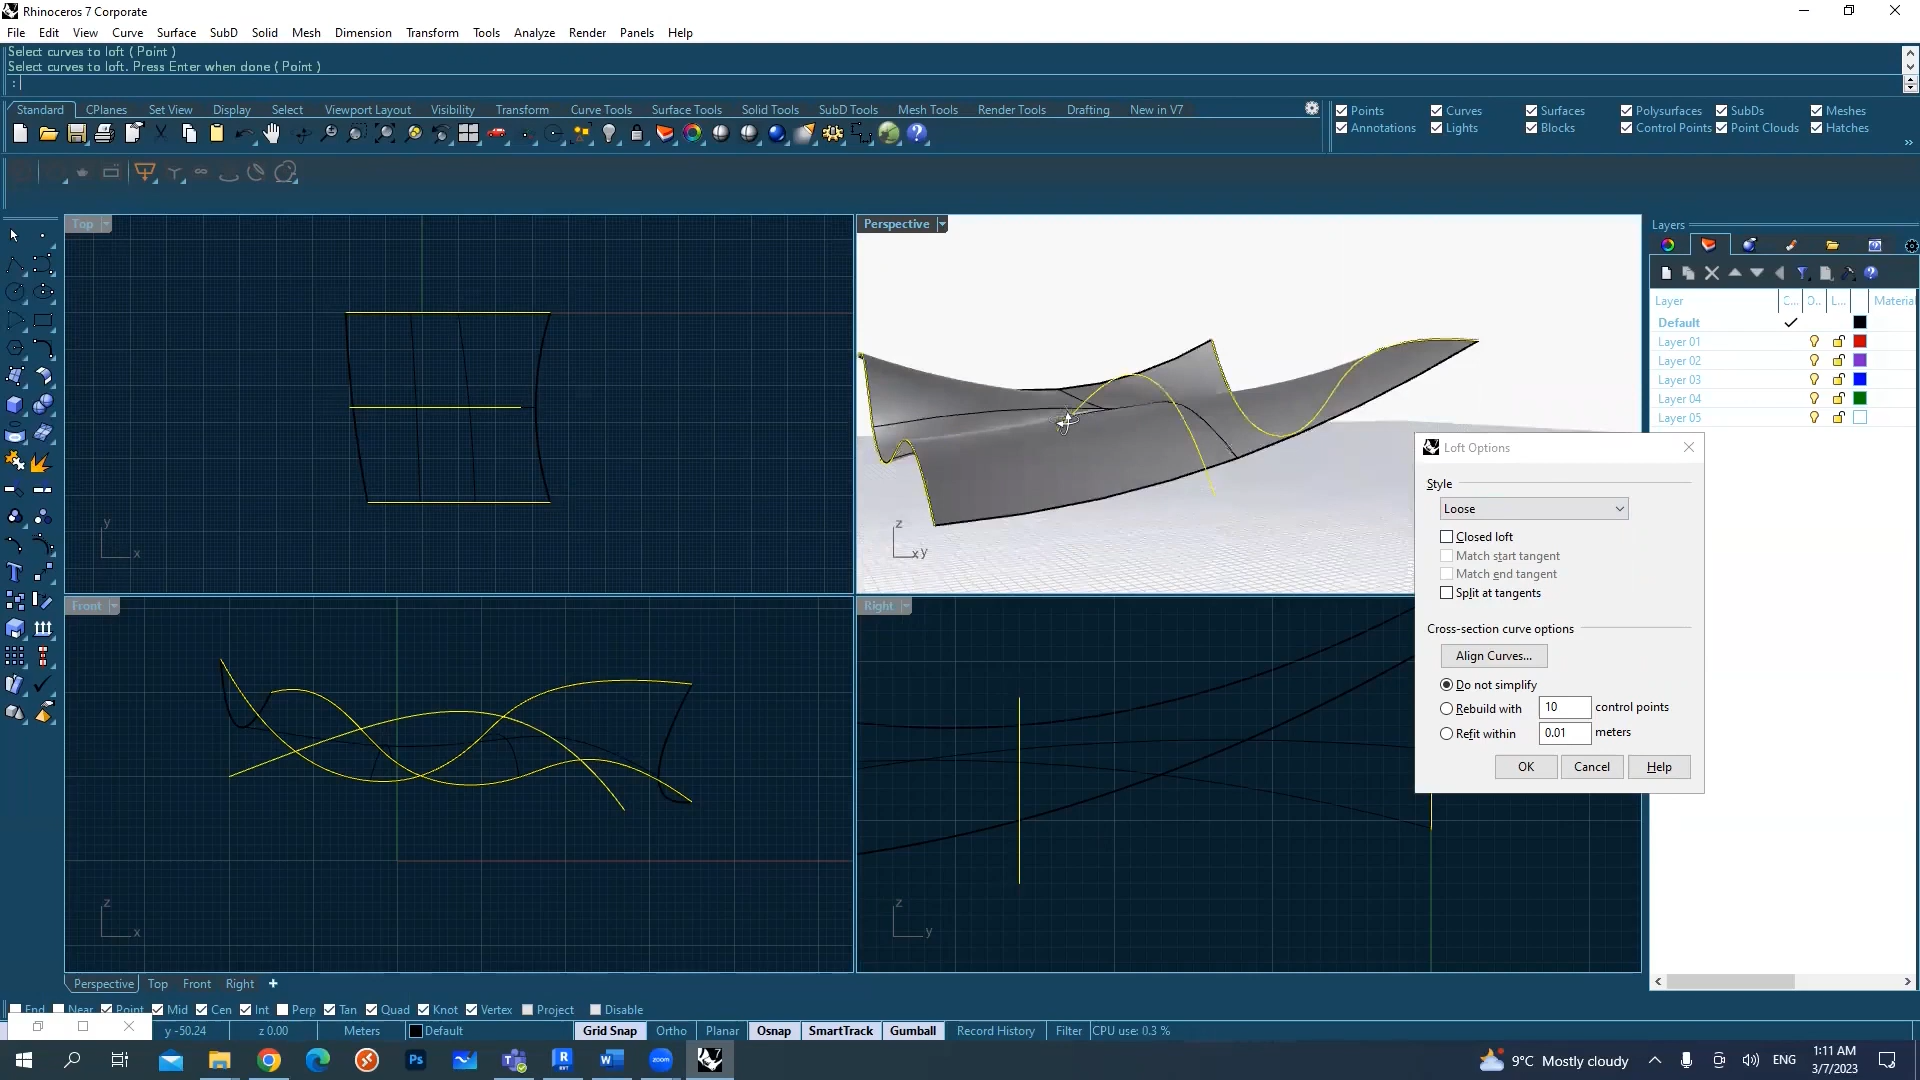 Rhinoceros 7 Corporate
File Edit View Curve Surface SubD Solid Mesh Dimension Transform Tools Analyze Render Panels Help
Select curves to loft ( Point )
Select curves to loft. Press Enter when done ( Point )
:
Standard CPlanes Set View Display Select Viewport Layout Visibility Transform Curve Tools Surface Tools Solid Tools SubD Tools Mesh Tools Render Tools Drafting New in V7
Points Curves Surfaces Polysurfaces SubDs Meshes
Annotations Lights Blocks Control Points Point Clouds Hatches
Top
Perspective
Layers
Layer C... O.. L... Material
Default
Layer 01
Layer 02
Layer 03
Layer 04
Layer 05
y
x
z
x y
Loft Options
Style
Loose
Closed loft
Match start tangent
Match end tangent
Split at tangents
Cross-section curve options
Align Curves...
Do not simplify
Rebuild with 10 control points
Refit within 0.01 meters
OK Cancel Help
Front
Right
z
x
z
y
Perspective Top Front Right
End Near Point Mid Cen Int Perp Tan Quad Knot Vertex Project Disable
y -50.24 z 0.00 Meters Default Grid Snap Ortho Planar Osnap SmartTrack Gumball Record History Filter CPU use: 0.3 %
9°C Mostly cloudy ENG 1:11 AM
3/7/2023